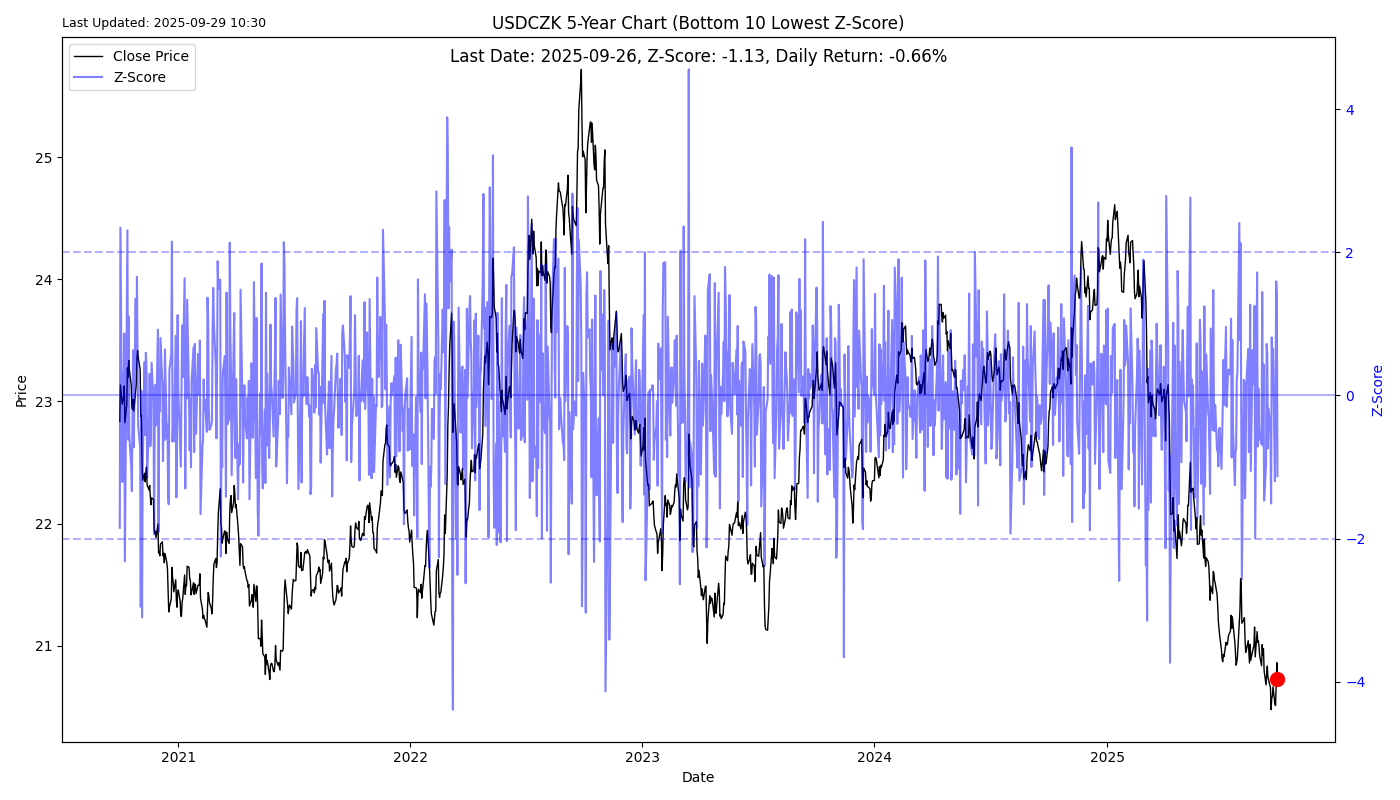 Last Updated: 2025-09-29 10:30
USDCZK 5-Year Chart (Bottom 10 Lowest Z-Score)
Last Date: 2025-09-26, Z-Score: -1.13, Daily Return: -0.66%
Close Price
Z-Score
Price
25
24
23
22
21
4
2
0
−2
−4
Z-Score
2021
2022
2023
2024
2025
Date